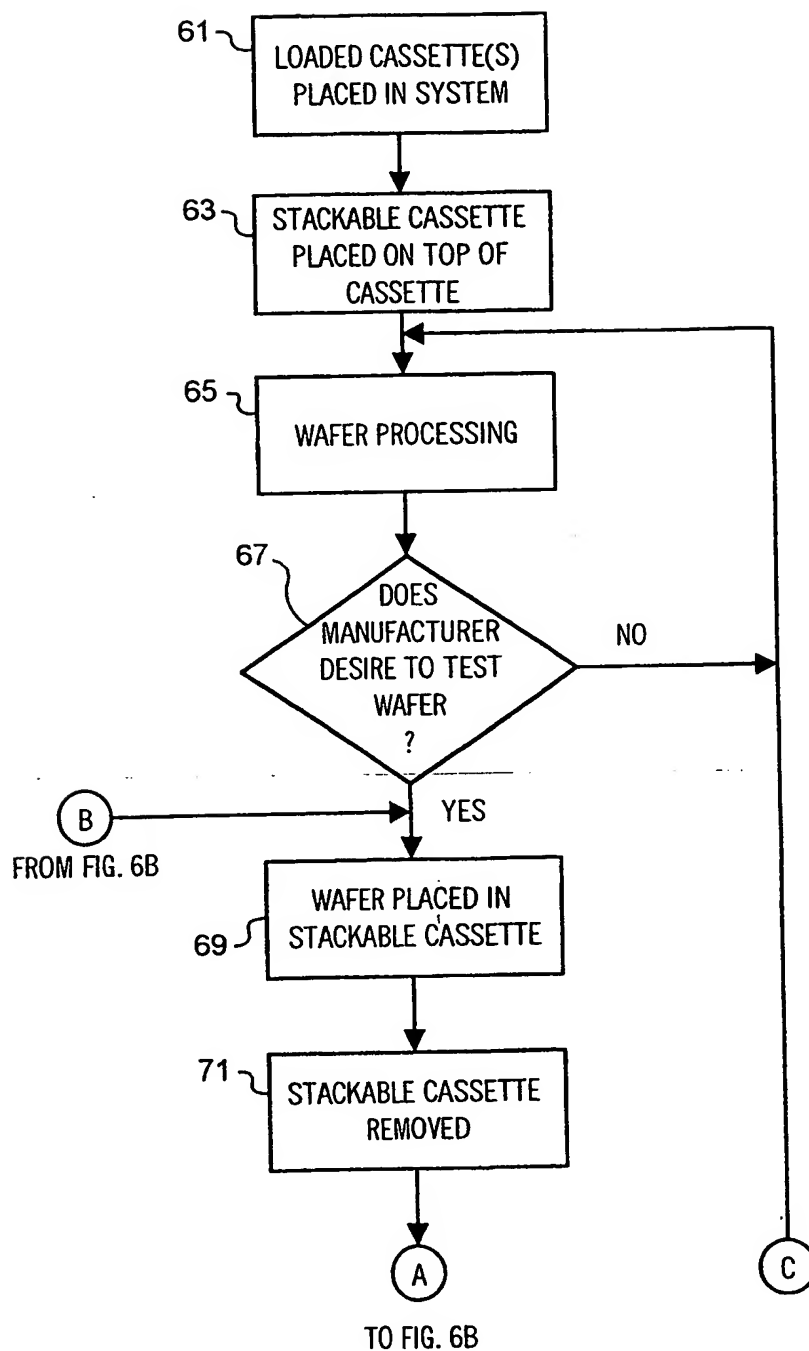 61
LOADED CASSETTE(S)
PLACED IN SYSTEM
63
STACKABLE CASSETTE
PLACED ON TOP OF
CASSETTE
65
WAFER PROCESSING
67
DOES
MANUFACTURER
DESIRE TO TEST
WAFER
?
NO
YES
B
FROM FIG. 6B
69
WAFER PLACED IN
STACKABLE CASSETTE
71
STACKABLE CASSETTE
REMOVED
A
TO FIG. 6B
C